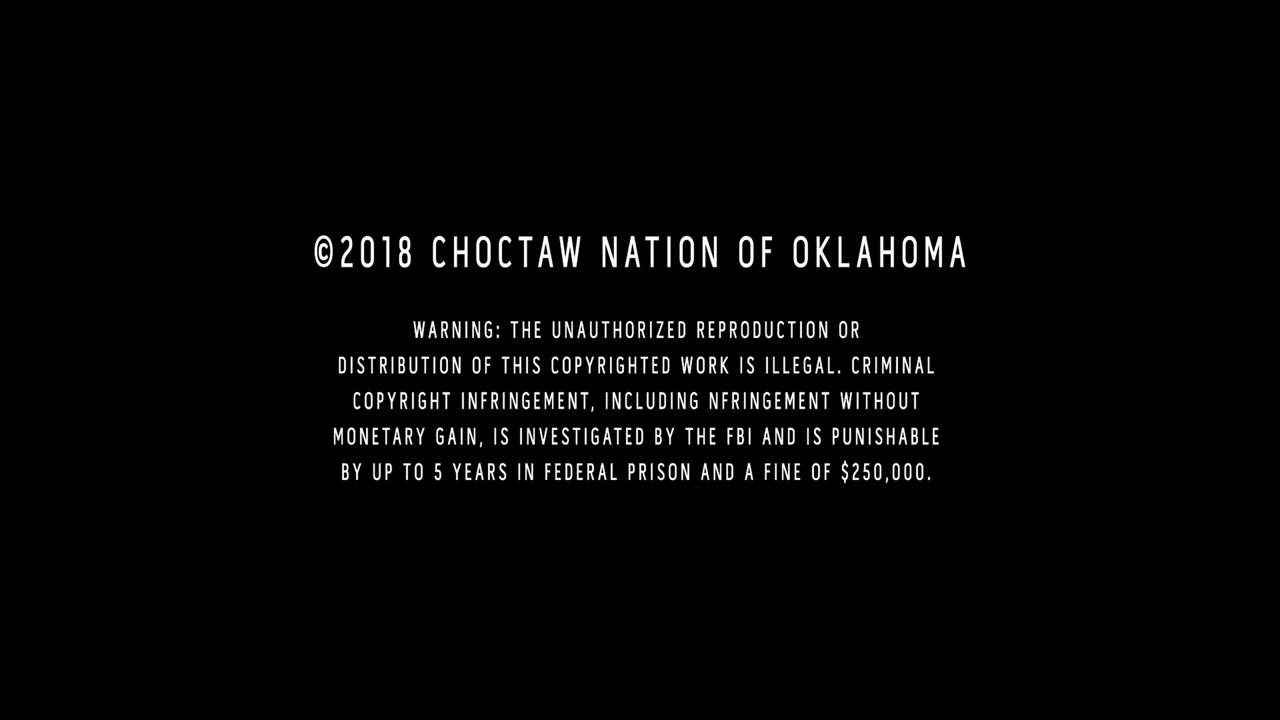 ©2018 CHOCTAW NATION OF OKLAHOMA
WARNING: THE UNAUTHORIZED REPRODUCTION OR
DISTRIBUTION OF THIS COPYRIGHTED WORK IS ILLEGAL. CRIMINAL
COPYRIGHT INFRINGEMENT, INCLUDING NFRINGEMENT WITHOUT
MONETARY GAIN, IS INVESTIGATED BY THE FBI AND IS PUNISHABLE
BY UP TO 5 YEARS IN FEDERAL PRISON AND A FINE OF $250,000.